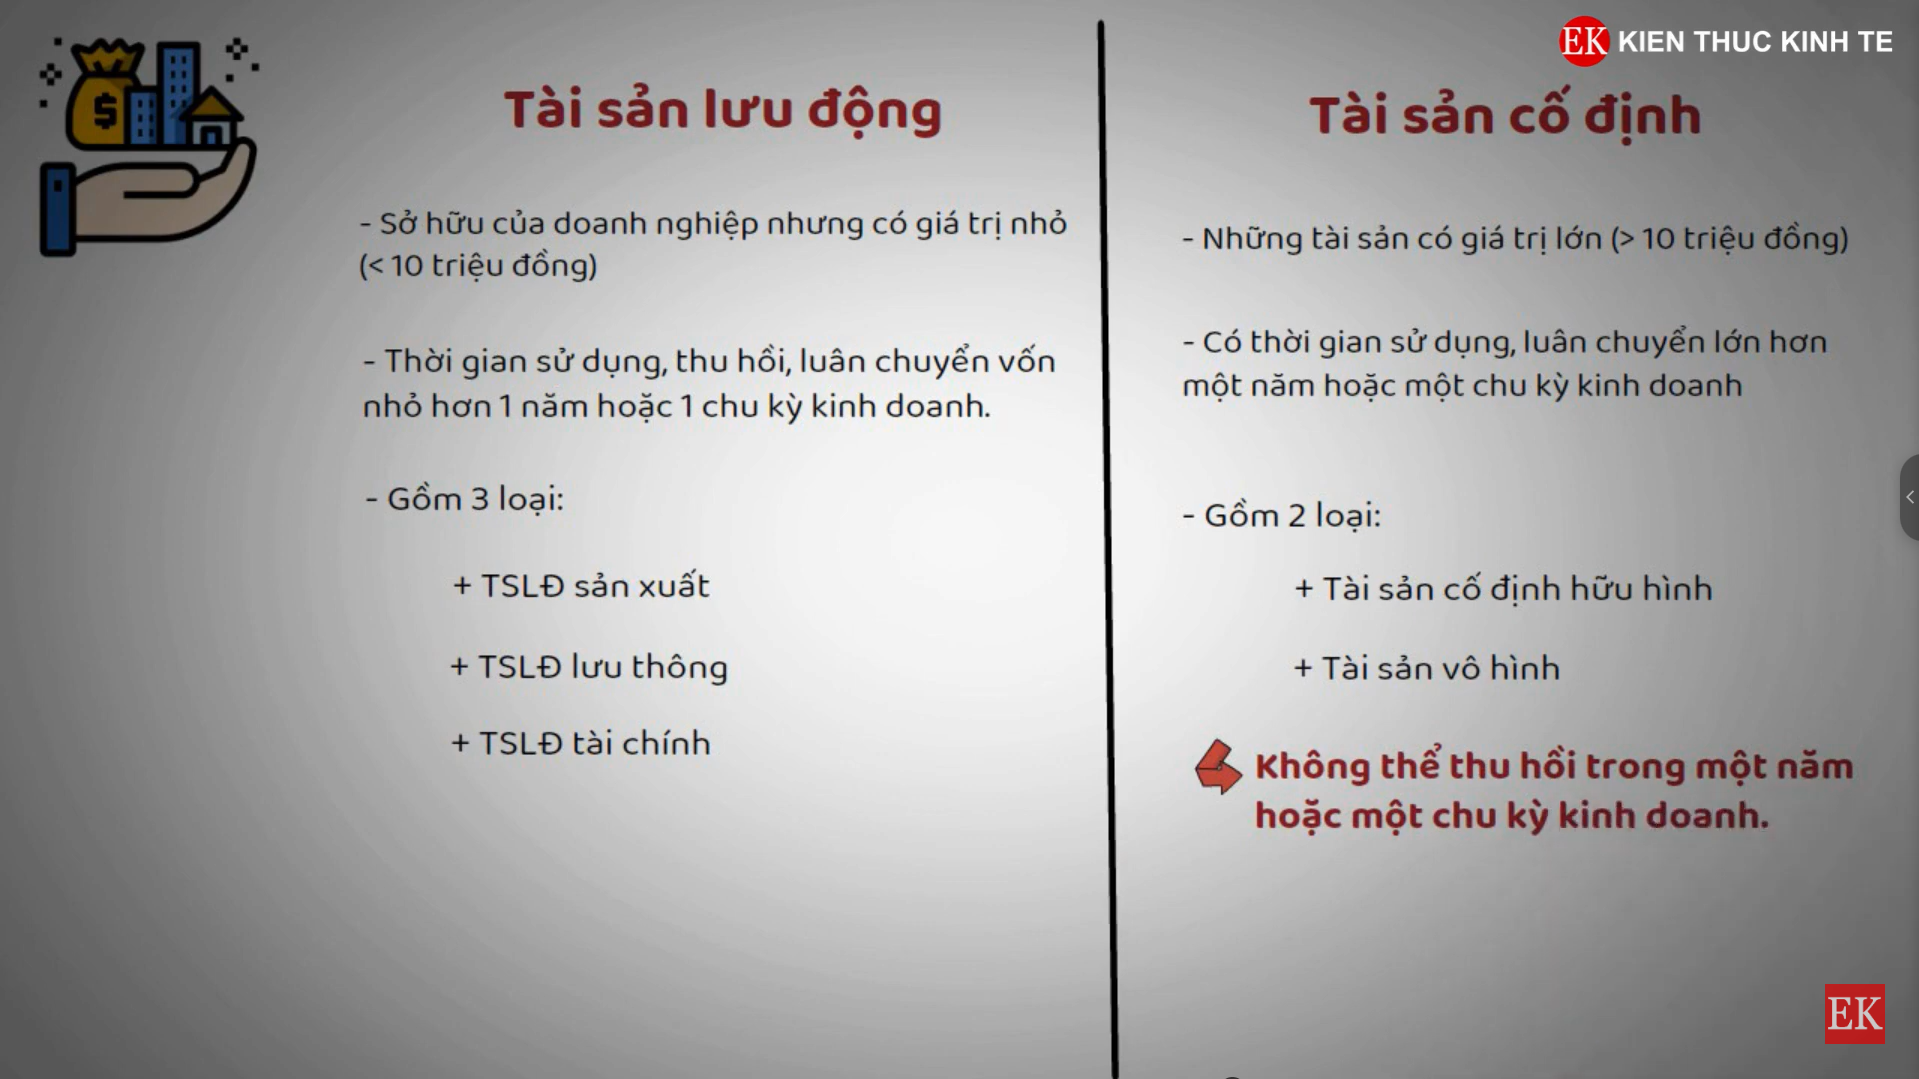 EK KIEN THUC KINH TE
$
Tài sản lưu động
- Sở hữu của doanh nghiệp nhưng có giá trị nhỏ
(< 10 triệu đồng)
- Thời gian sử dụng, thu hồi, luân chuyển vốn
nhỏ hơn 1 năm hoặc 1 chu kỳ kinh doanh.
- Gồm 3 loại:
+ TSLĐ sản xuất
+ TSLĐ lưu thông
+ TSLĐ tài chính
Tài sản cố định
- Những tài sản có giá trị lớn (> 10 triệu đồng)
- Có thời gian sử dụng, luân chuyển lớn hơn
một năm hoặc một chu kỳ kinh doanh
- Gồm 2 loại:
+ Tài sản cố định hữu hình
+ Tài sản vô hình
Không thể thu hồi trong một năm
hoặc một chu kỳ kinh doanh.
EK